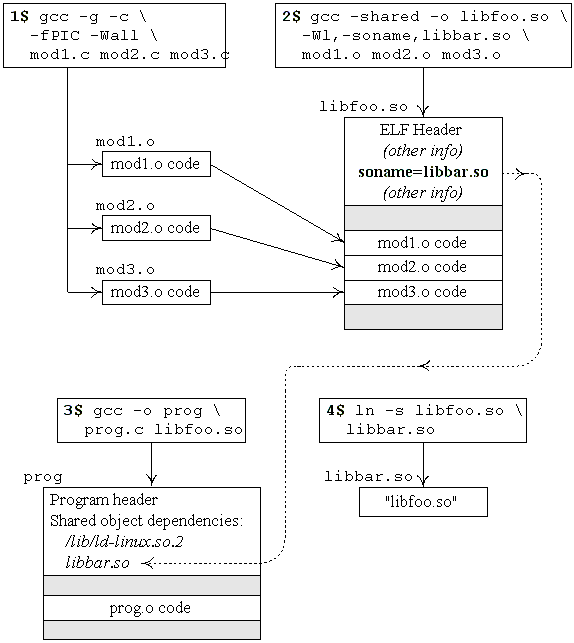 1$ gcc -g -c \
-fPIC -Wall \
mod1.c mod2.c mod3.c
2$ gcc -shared -o libfoo.so \
-Wl,-soname,libbar.so \
mod1.o mod2.o mod3.o
libfoo.so
ELF Header
(other info)
soname=libbar.so
(other info)
mod1.o code
mod2.o code
mod3.o code
mod1.o
mod1.o code
mod2.o
mod2.o code
mod3.o
mod3.o code
3$ gcc -o prog \
prog.c libfoo.so
4$ ln -s libfoo.so \
libbar.so
prog
Program header
Shared object dependencies:
/lib/ld-linux.so.2
libbar.so
prog.o code
libbar.so
"libfoo.so"